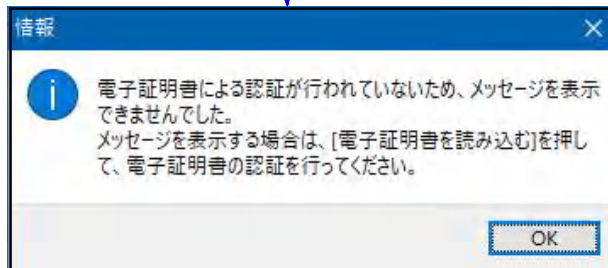 情報
電子証明書による認証が行われていないため、メッセージを表示
できませんでした。
メッセージを表示する場合は、[電子証明書を読み込む]を押し
て、電子証明書の認証を行ってください。
OK